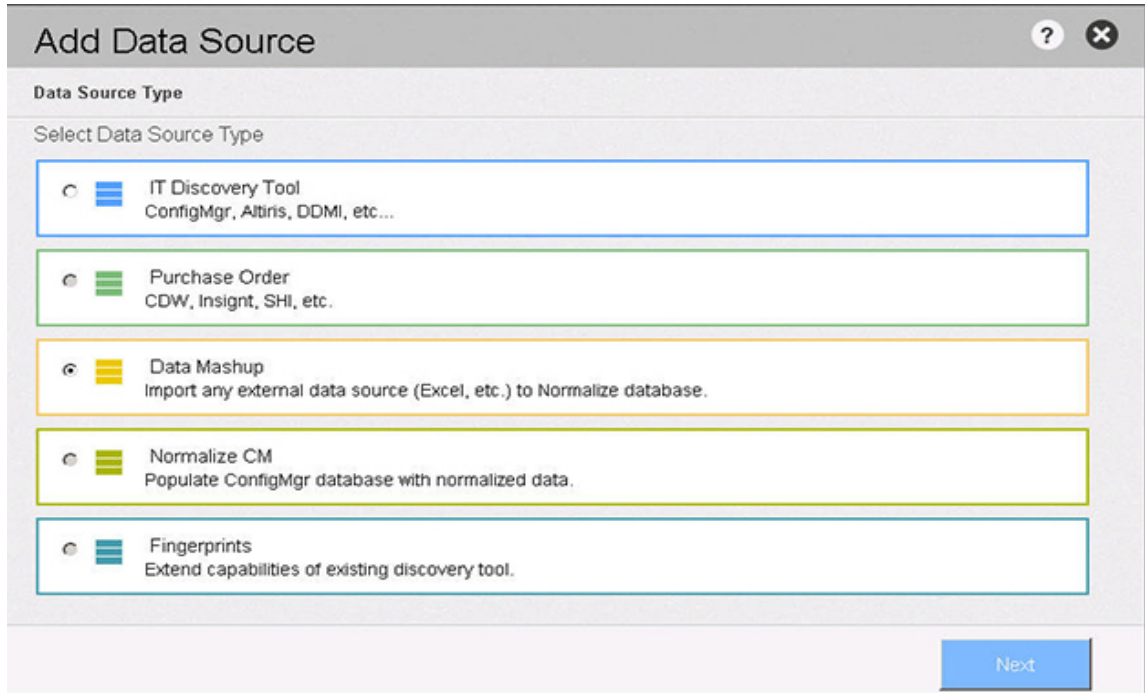 Add Data Source
?
Data Source Type
Select Data Source Type
IT Discovery Tool
ConfigMgr, Altiris, DDMI, etc...
Purchase Order
CDW, Insignt, SHI, etc.
Data Mashup
Import any external data source (Excel, etc.) to Normalize database.
Normalize CM
Populate ConfigMgr database with normalized data.
Fingerprints
Extend capabilities of existing discovery tool.
Next